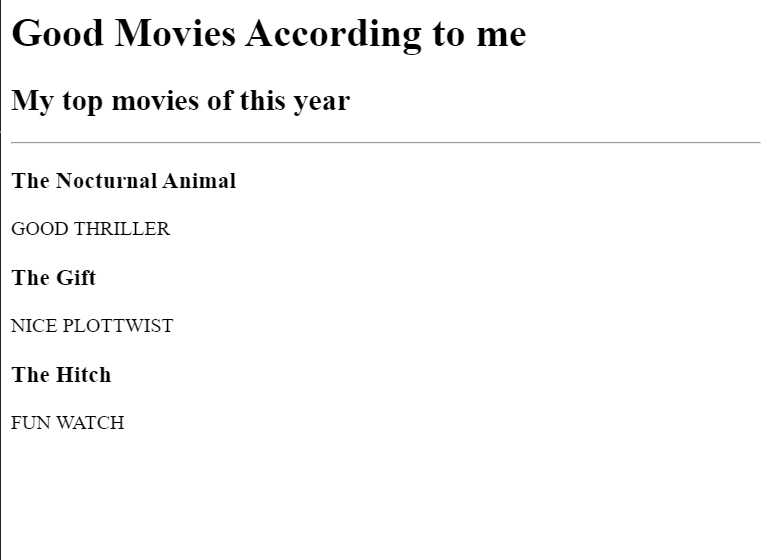 Good Movies According to me
My top movies of this year
The Nocturnal Animal
GOOD THRILLER
The Gift
NICE PLOTTWIST
The Hitch
FUN WATCH